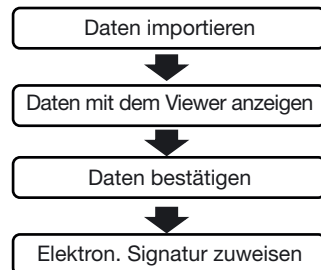 Daten importieren
Daten mit dem Viewer anzeigen
Daten bestätigen
Elektron. Signatur zuweisen